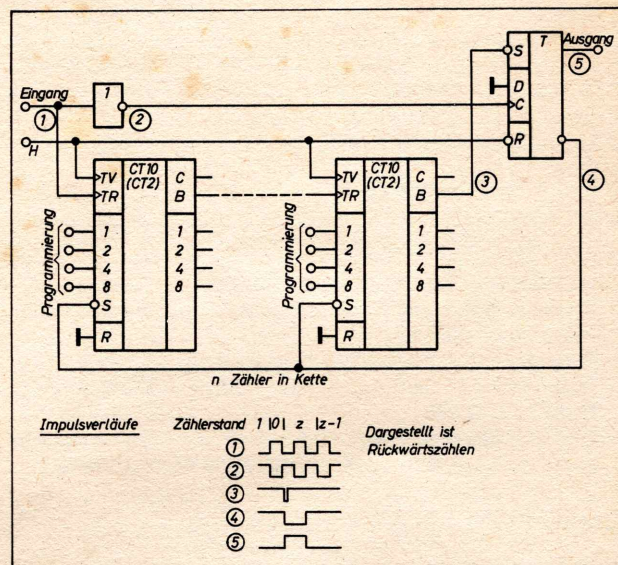 Eingang
1
1
2
H
S
T
Ausgang
5
D
C
R
3
4
TV
CT10
(CT2)
C
TR
B
1
1
2
2
4
4
8
8
S
R
Programmierung
TV
CT10
(CT2)
C
TR
B
1
1
2
2
4
4
8
8
S
R
Programmierung
n Zähler in Kette
Impulsverläufe
Zählerstand 1 |0| z |z-1
Dargestellt ist
Rückwärtszählen
1
2
3
4
5